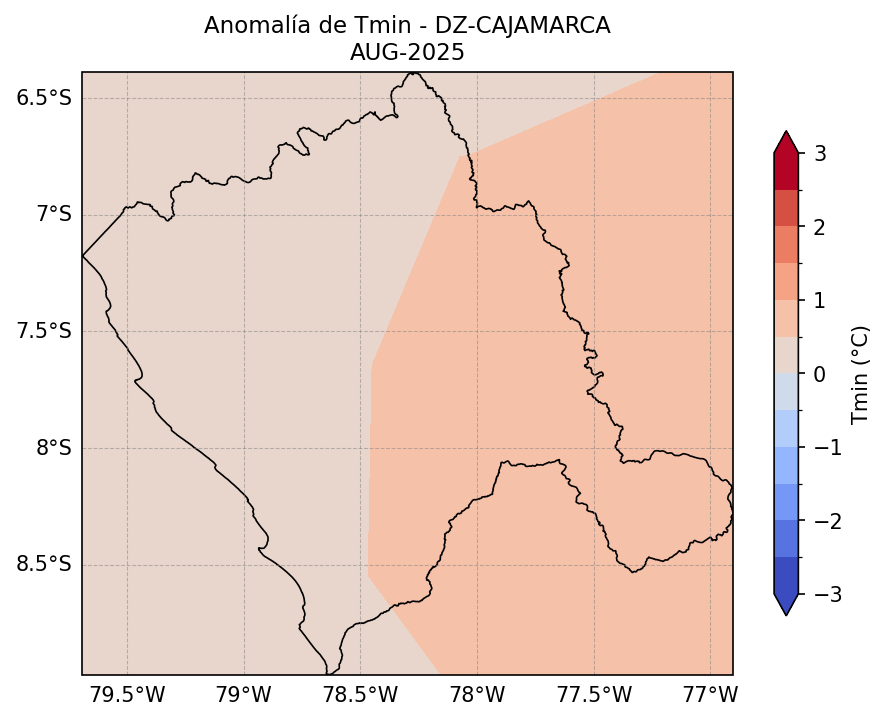 Anomalía de Tmin - DZ-CAJAMARCA
AUG-2025
6.5°S
7°S
7.5°S
8°S
8.5°S
79.5°W
79°W
78.5°W
78°W
77.5°W
77°W
3
2
1
0
−1
−2
−3
Tmin (°C)